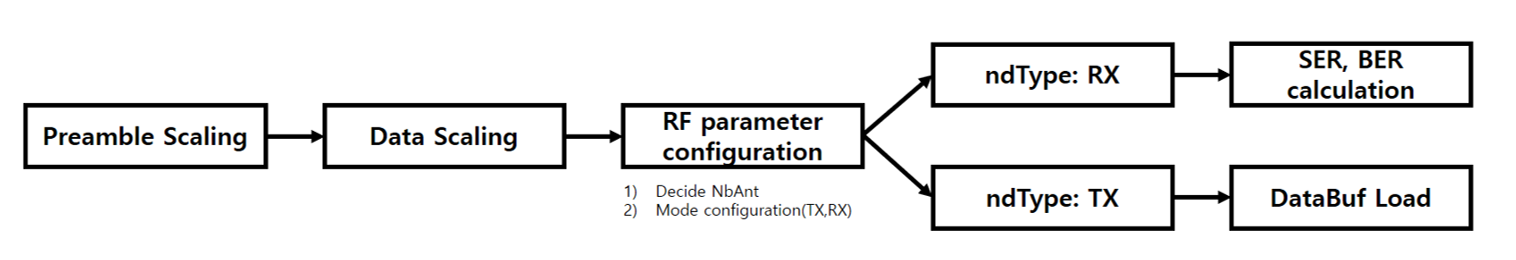 Preamble Scaling
Data Scaling
RF parameter
configuration
1) Decide NbAnt
2) Mode configuration(TX,RX)
ndType: RX
SER, BER
calculation
ndType: TX
DataBuf Load